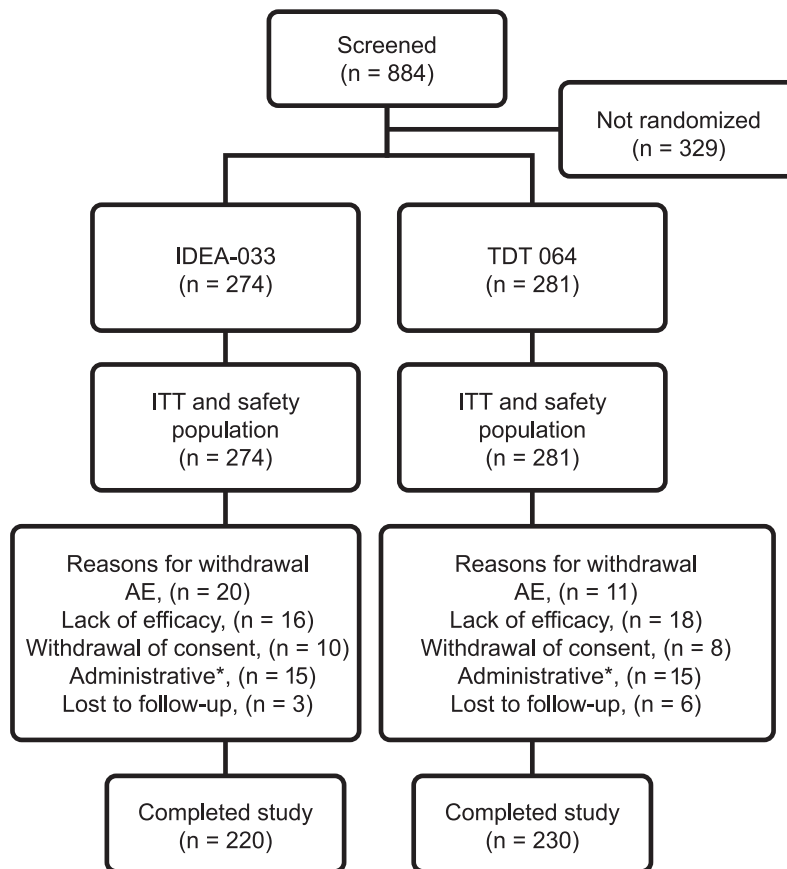 Screened
(n = 884)
Not randomized
(n = 329)
IDEA-033
(n = 274)
TDT 064
(n = 281)
ITT and safety
population
(n = 274)
ITT and safety
population
(n = 281)
Reasons for withdrawal
AE, (n = 20)
Lack of efficacy, (n = 16)
Withdrawal of consent, (n = 10)
Administrative*, (n = 15)
Lost to follow-up, (n = 3)
Reasons for withdrawal
AE, (n = 11)
Lack of efficacy, (n = 18)
Withdrawal of consent, (n = 8)
Administrative*, (n =15)
Lost to follow-up, (n = 6)
Completed study
(n = 220)
Completed study
(n = 230)